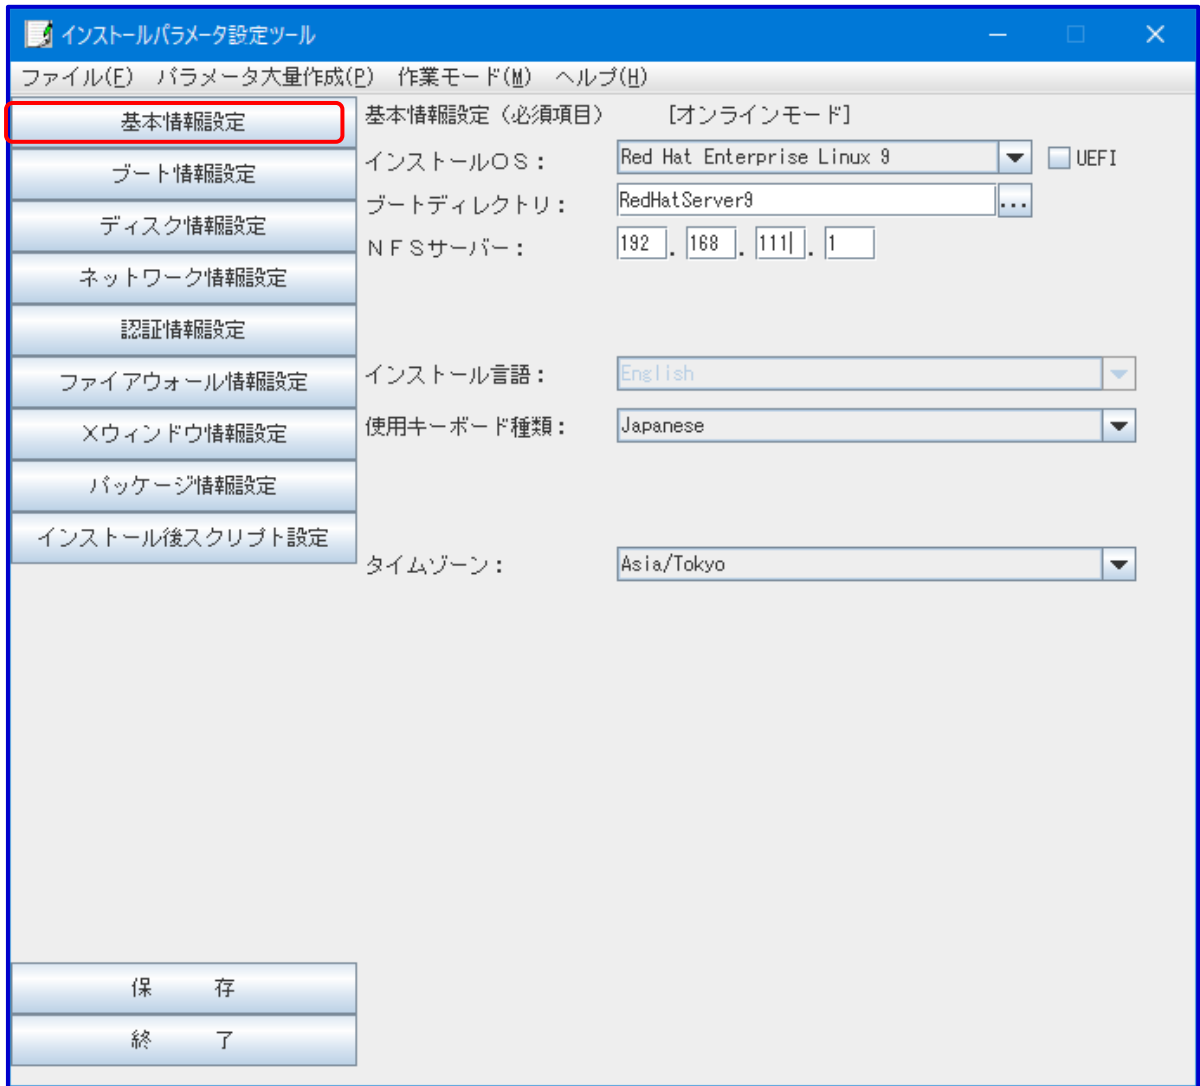 インストールパラメータ設定ツール
ファイル(F) パラメータ大量作成(P) 作業モード(M) ヘルプ(H)
基本情報設定
ブート情報設定
ディスク情報設定
ネットワーク情報設定
認証情報設定
ファイアウォール情報設定
Xウィンドウ情報設定
パッケージ情報設定
インストール後スクリプト設定
保 存
終 了
基本情報設定(必須項目) [オンラインモード]
インストールOS: Red Hat Enterprise Linux 9 UEFI
ブートディレクトリ: RedHatServer9 ...
NFSサーバー: 192 . 168 . 111 . 1
インストール言語: English
使用キーボード種類: Japanese
タイムゾーン: Asia/Tokyo